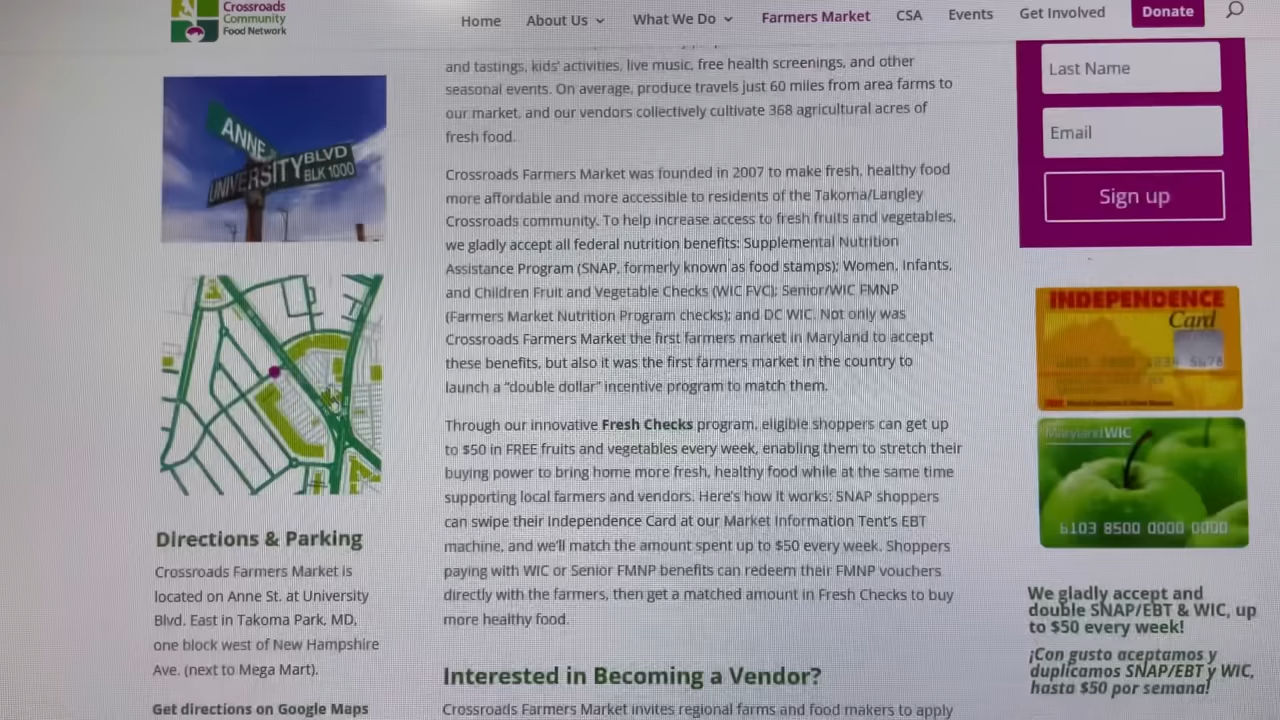 Crossroads
Community
Food Network
Home
About Us
What We Do
Farmers Market
CSA
Events
Get Involved
Donate
ANNE
UNIVERSITY BLVD
BLK 1000
Directions & Parking
Crossroads Farmers Market is
located on Anne St. at University
Blvd. East in Takoma Park, MD,
one block west of New Hampshire
Ave. (next to Mega Mart).
Get directions on Google Maps
and tastings, kids' activities, live music, free health screenings, and other
seasonal events. On average, produce travels just 60 miles from area farms to
our market, and our vendors collectively cultivate 368 agricultural acres of
fresh food.
Crossroads Farmers Market was founded in 2007 to make fresh, healthy food
more affordable and more accessible to residents of the Takoma/Langley
Crossroads community. To help increase access to fresh fruits and vegetables,
we gladly accept all federal nutrition benefits: Supplemental Nutrition
Assistance Program (SNAP, formerly known as food stamps); Women, Infants,
and Children Fruit and Vegetable Checks (WIC FVC); Senior/WIC FMNP
(Farmers Market Nutrition Program checks); and DC WIC. Not only was
Crossroads Farmers Market the first farmers market in Maryland to accept
these benefits, but also it was the first farmers market in the country to
launch a “double dollar” incentive program to match them.
Through our innovative Fresh Checks program, eligible shoppers can get up
to $50 in FREE fruits and vegetables every week, enabling them to stretch their
buying power to bring home more fresh, healthy food while at the same time
supporting local farmers and vendors. Here's how it works: SNAP shoppers
can swipe their Independence Card at our Market Information Tent's EBT
machine, and we'll match the amount spent up to $50 every week. Shoppers
paying with WIC or Senior FMNP benefits can redeem their FMNP vouchers
directly with the farmers, then get a matched amount in Fresh Checks to buy
more healthy food.
Interested in Becoming a Vendor?
Crossroads Farmers Market invites regional farms and food makers to apply
Last Name
Email
Sign up
INDEPENDENCE
Card
5678
MarylandWIC
6103 8500 0000 0000
We gladly accept and
double SNAP/EBT & WIC, up
to $50 every week!
¡Con gusto aceptamos y
duplicamos SNAP/EBT y WIC,
hasta $50 por semana!